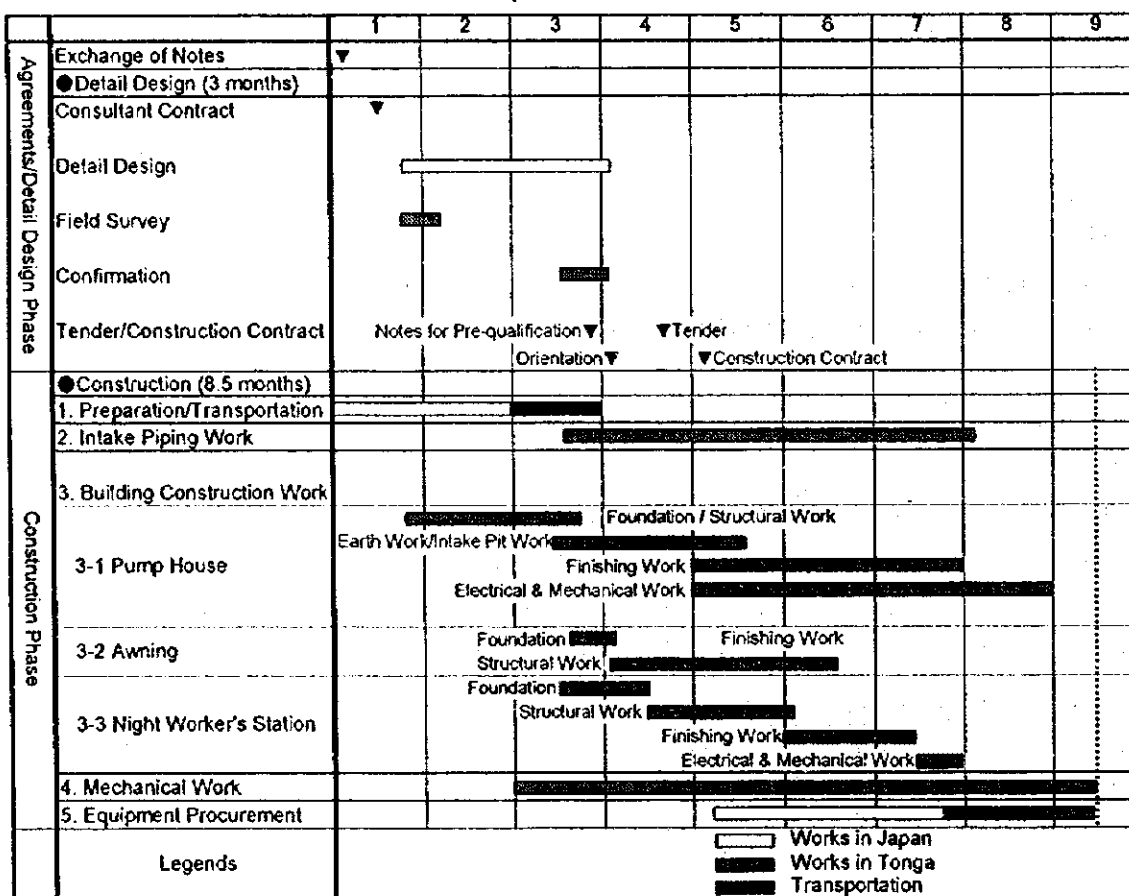 1 2 3 4 5 6 7 8 9
Agreements/Detail Design Phase
Exchange of Notes
●Detail Design (3 months)
Consultant Contract
Detail Design
Field Survey
Confirmation
Tender/Construction Contract Notes for Pre-qualification▼ ▼Tender
Orientation▼ ▼Construction Contract
Construction Phase
●Construction (8.5 months)
1. Preparation/Transportation
2. Intake Piping Work
3. Building Construction Work
Foundation / Structural Work
Earth Work/Intake Pit Work
3-1 Pump House Finishing Work
Electrical & Mechanical Work
3-2 Awning Foundation Finishing Work
Structural Work
Foundation
3-3 Night Worker's Station Structural Work
Finishing Work
Electrical & Mechanical Work
4. Mechanical Work
5. Equipment Procurement
Legends Works in Japan
Works in Tonga
Transportation